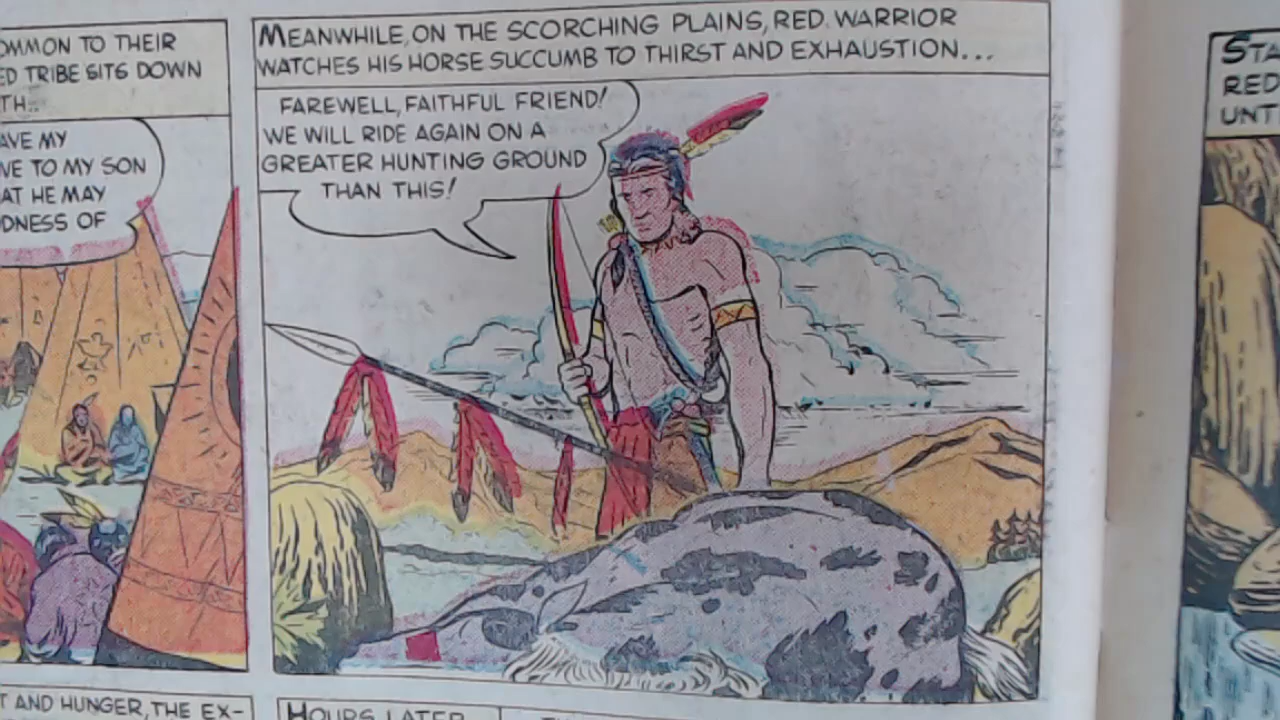 OMMON TO THEIR
ED TRIBE SITS DOWN
TH..
AVE MY
VE TO MY SON
AT HE MAY
DNESS OF
MEANWHILE, ON THE SCORCHING PLAINS, RED WARRIOR
WATCHES HIS HORSE SUCCUMB TO THIRST AND EXHAUSTION...
FAREWELL, FAITHFUL FRIEND!
WE WILL RIDE AGAIN ON A
GREATER HUNTING GROUND
THAN THIS!
STA
RED
UNT
T AND HUNGER, THE EX-
HOURS LATER